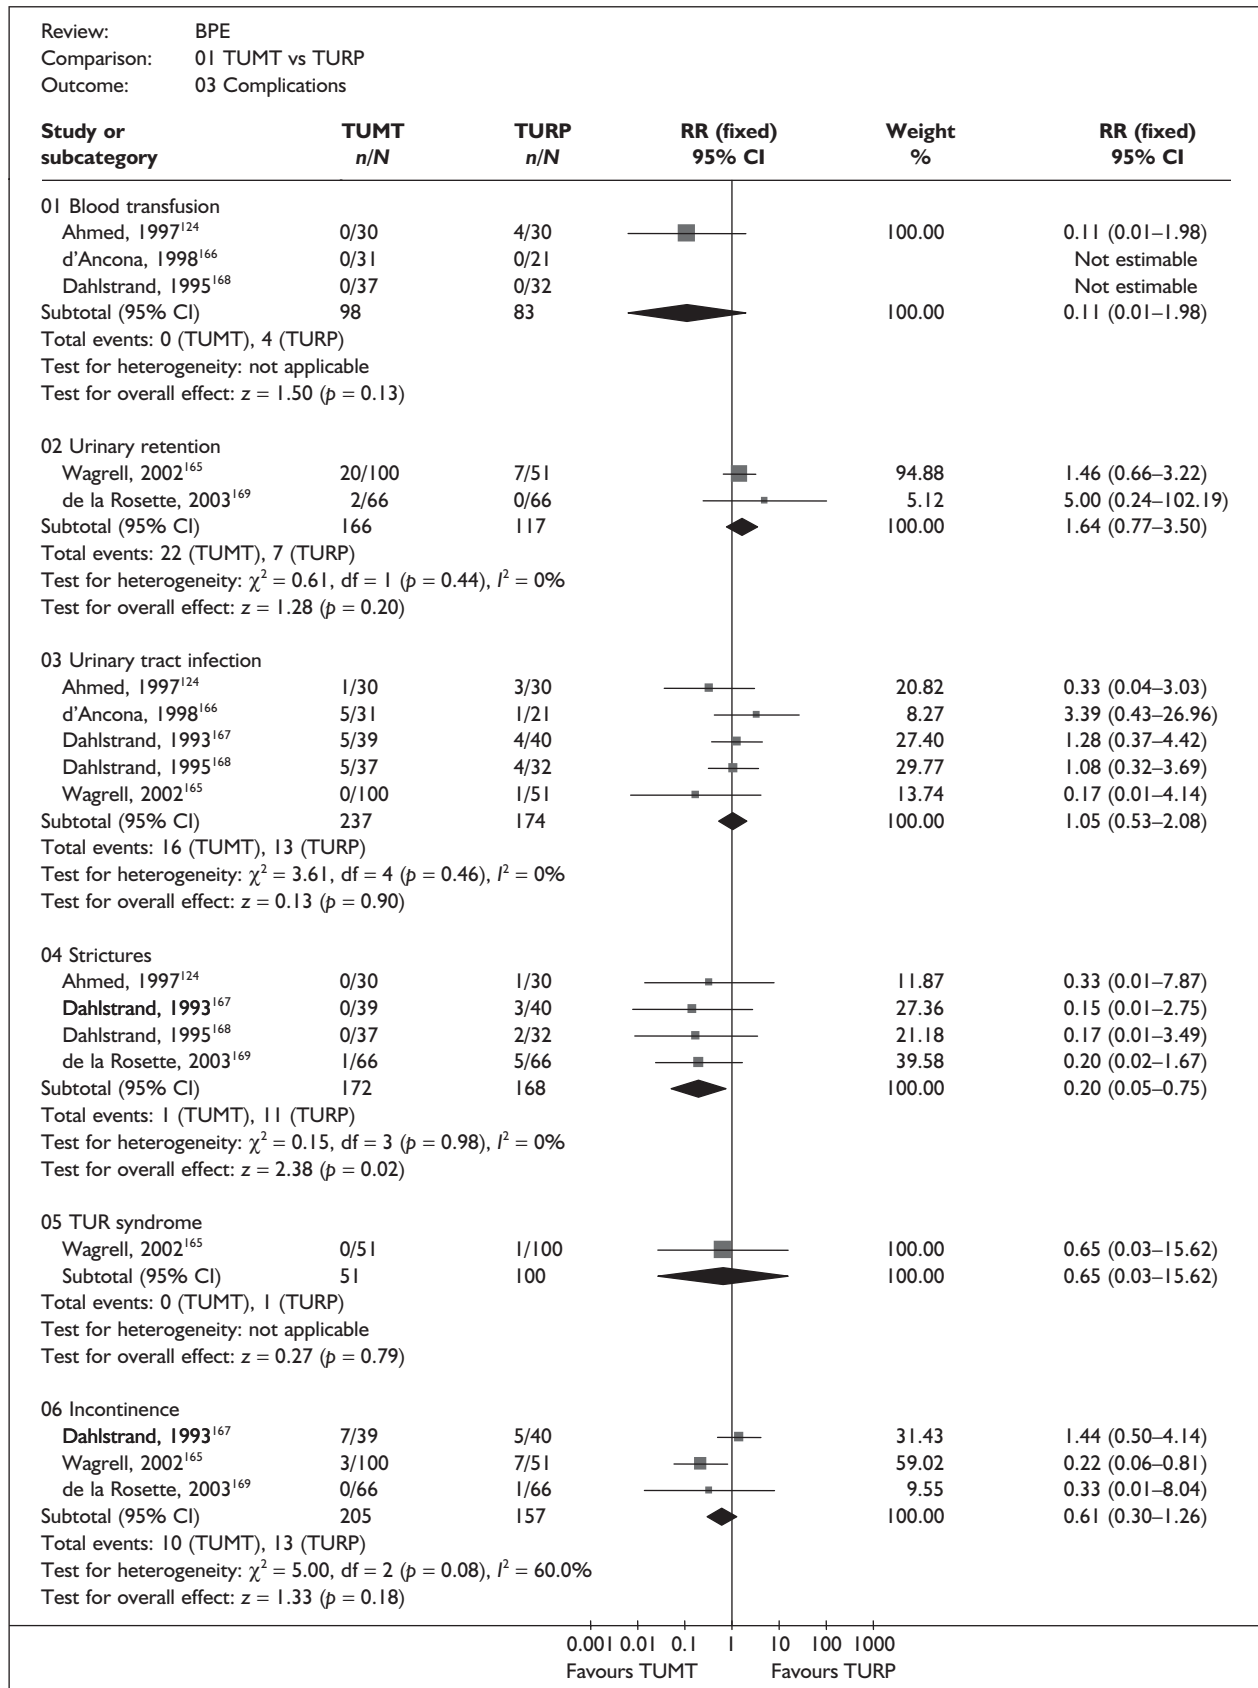 Review: BPE
Comparison: 01 TUMT vs TURP
Outcome: 03 Complications
Study or TUMT TURP RR (fixed) Weight RR (fixed)
subcategory n/N n/N 95% CI % 95% CI
01 Blood transfusion
Ahmed, 1997¹²⁴ 0/30 4/30 100.00 0.11 (0.01–1.98)
d'Ancona, 1998¹⁶⁶ 0/31 0/21 Not estimable
Dahlstrand, 1995¹⁶⁸ 0/37 0/32 Not estimable
Subtotal (95% CI) 98 83 100.00 0.11 (0.01–1.98)
Total events: 0 (TUMT), 4 (TURP)
Test for heterogeneity: not applicable
Test for overall effect: z = 1.50 (p = 0.13)
02 Urinary retention
Wagrell, 2002¹⁶⁵ 20/100 7/51 94.88 1.46 (0.66–3.22)
de la Rosette, 2003¹⁶⁹ 2/66 0/66 5.12 5.00 (0.24–102.19)
Subtotal (95% CI) 166 117 100.00 1.64 (0.77–3.50)
Total events: 22 (TUMT), 7 (TURP)
Test for heterogeneity: χ² = 0.61, df = 1 (p = 0.44), I² = 0%
Test for overall effect: z = 1.28 (p = 0.20)
03 Urinary tract infection
Ahmed, 1997¹²⁴ 1/30 3/30 20.82 0.33 (0.04–3.03)
d'Ancona, 1998¹⁶⁶ 5/31 1/21 8.27 3.39 (0.43–26.96)
Dahlstrand, 1993¹⁶⁷ 5/39 4/40 27.40 1.28 (0.37–4.42)
Dahlstrand, 1995¹⁶⁸ 5/37 4/32 29.77 1.08 (0.32–3.69)
Wagrell, 2002¹⁶⁵ 0/100 1/51 13.74 0.17 (0.01–4.14)
Subtotal (95% CI) 237 174 100.00 1.05 (0.53–2.08)
Total events: 16 (TUMT), 13 (TURP)
Test for heterogeneity: χ² = 3.61, df = 4 (p = 0.46), I² = 0%
Test for overall effect: z = 0.13 (p = 0.90)
04 Strictures
Ahmed, 1997¹²⁴ 0/30 1/30 11.87 0.33 (0.01–7.87)
Dahlstrand, 1993¹⁶⁷ 0/39 3/40 27.36 0.15 (0.01–2.75)
Dahlstrand, 1995¹⁶⁸ 0/37 2/32 21.18 0.17 (0.01–3.49)
de la Rosette, 2003¹⁶⁹ 1/66 5/66 39.58 0.20 (0.02–1.67)
Subtotal (95% CI) 172 168 100.00 0.20 (0.05–0.75)
Total events: 1 (TUMT), 11 (TURP)
Test for heterogeneity: χ² = 0.15, df = 3 (p = 0.98), I² = 0%
Test for overall effect: z = 2.38 (p = 0.02)
05 TUR syndrome
Wagrell, 2002¹⁶⁵ 0/51 1/100 100.00 0.65 (0.03–15.62)
Subtotal (95% CI) 51 100 100.00 0.65 (0.03–15.62)
Total events: 0 (TUMT), 1 (TURP)
Test for heterogeneity: not applicable
Test for overall effect: z = 0.27 (p = 0.79)
06 Incontinence
Dahlstrand, 1993¹⁶⁷ 7/39 5/40 31.43 1.44 (0.50–4.14)
Wagrell, 2002¹⁶⁵ 3/100 7/51 59.02 0.22 (0.06–0.81)
de la Rosette, 2003¹⁶⁹ 0/66 1/66 9.55 0.33 (0.01–8.04)
Subtotal (95% CI) 205 157 100.00 0.61 (0.30–1.26)
Total events: 10 (TUMT), 13 (TURP)
Test for heterogeneity: χ² = 5.00, df = 2 (p = 0.08), I² = 60.0%
Test for overall effect: z = 1.33 (p = 0.18)
0.001 0.01 0.1 1 10 100 1000
Favours TUMT Favours TURP